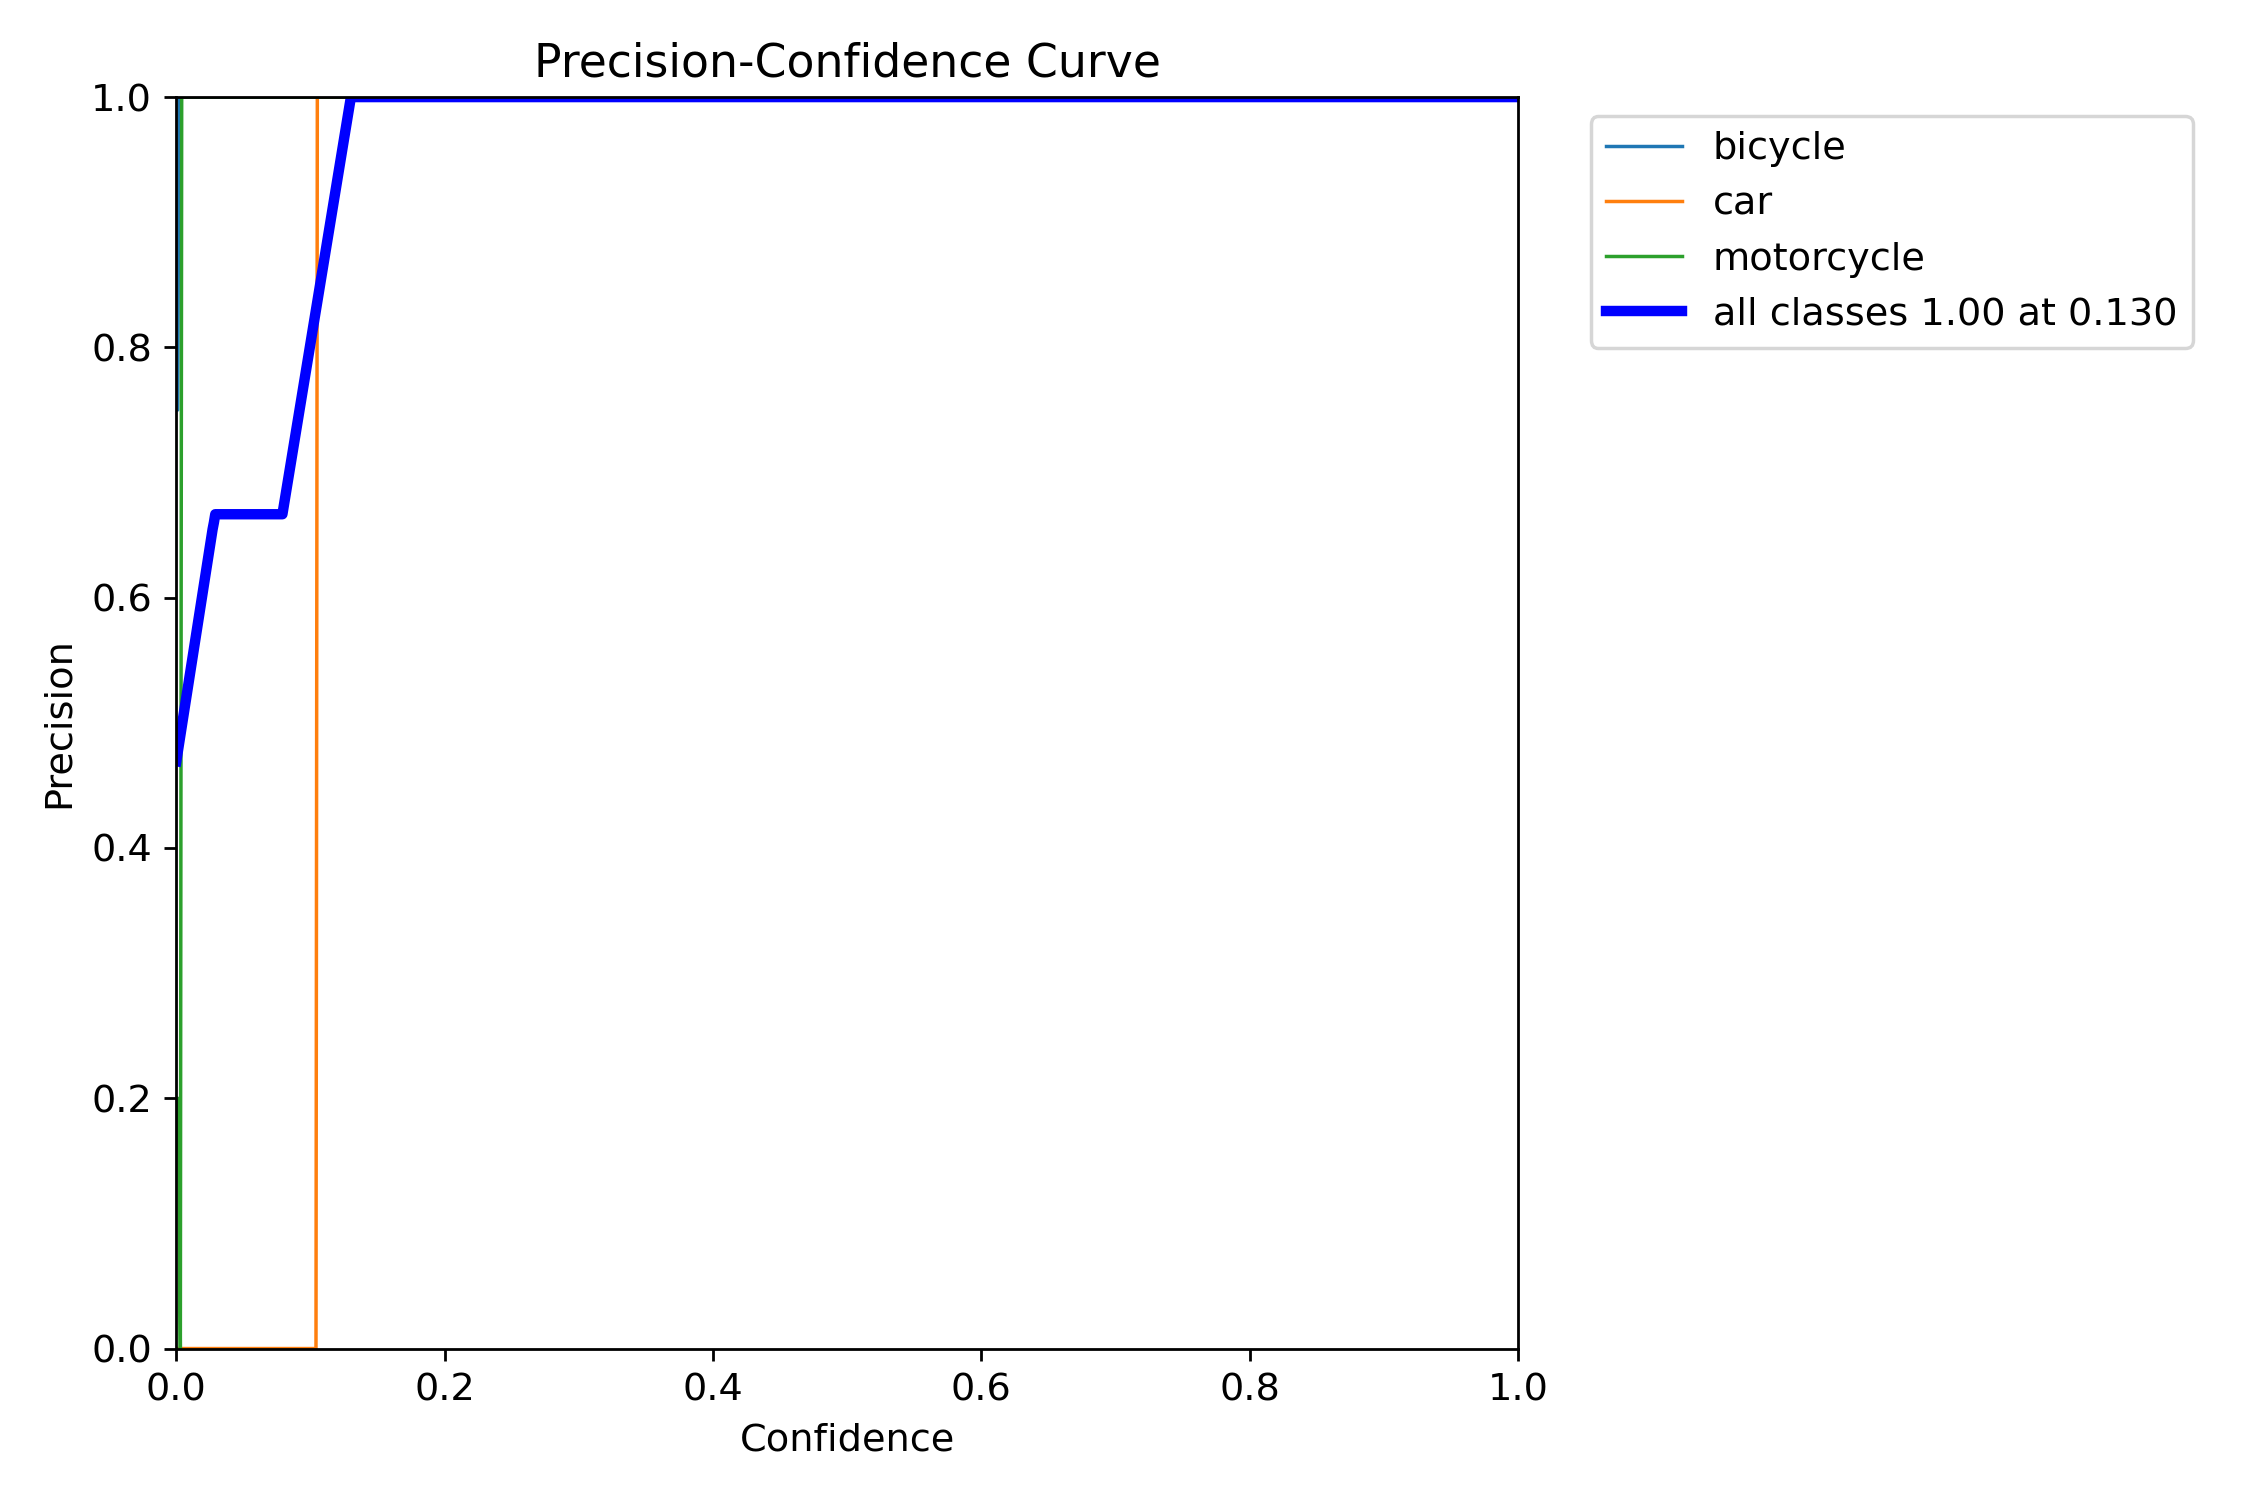 Precision-Confidence Curve
1.0
0.8
0.6
0.4
0.2
0.0
Precision
0.0 0.2 0.4 0.6 0.8 1.0
Confidence
bicycle
car
motorcycle
all classes 1.00 at 0.130